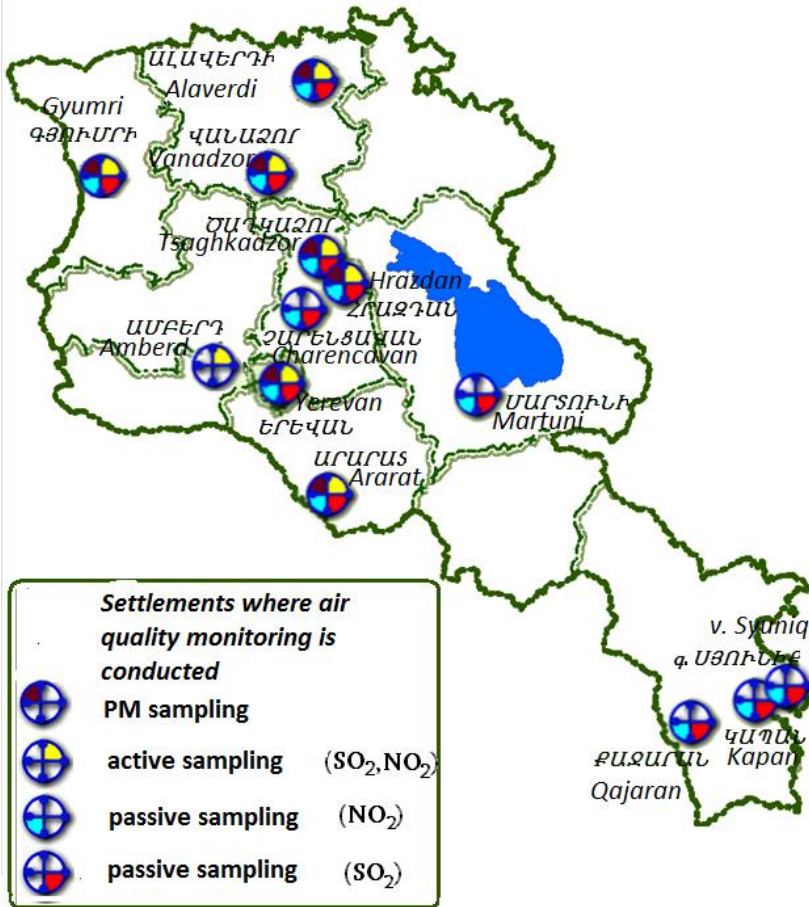 ԱԼԱՎԵՐԴԻ
Alaverdi
Gyumri
ԳՅՈՒՄՐԻ
ՎԱՆԱՁՈՐ
Vanadzor
ԾԱՂԿԱՁՈՐ
Tsaghkadzor
Hrazdan
ՀՐԱԶԴԱՆ
ԱՄԲԵՐԴ
Amberd
ՉԱՐԵՆՑԱՎԱՆ
Charencavan
Yerevan
ԵՐԵՎԱՆ
ՄԱՐՏՈՒՆԻ
Martuni
ԱՐԱՐԱՏ
Ararat
v. Syuniq
գ. ՍՅՈՒՆԻՔ
ԿԱՊԱՆ
Kapan
ՔԱՋԱՐԱՆ
Qajaran
Settlements where air
quality monitoring is
conducted
PM sampling
active sampling (SO₂,NO₂)
passive sampling (NO₂)
passive sampling (SO₂)